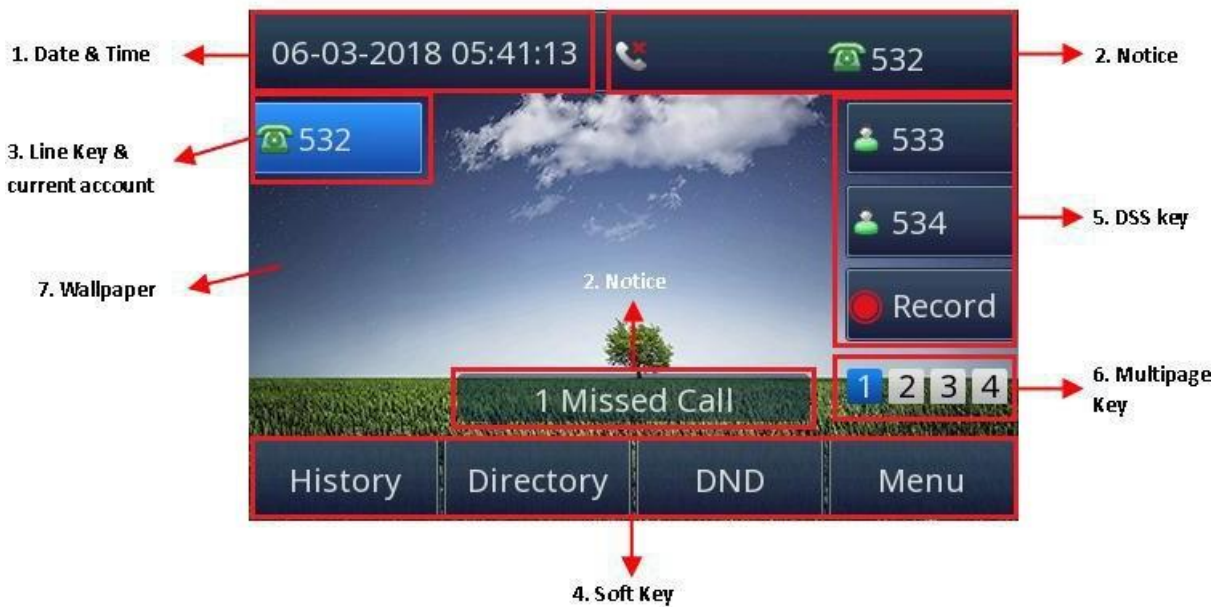 1. Date & Time
06-03-2018 05:41:13
532
2. Notice
3. Line Key &
current account
532
533
534
5. DSS key
7. Wallpaper
2. Notice
Record
1 Missed Call
1 2 3 4
6. Multipage
Key
History
Directory
DND
Menu
4. Soft Key